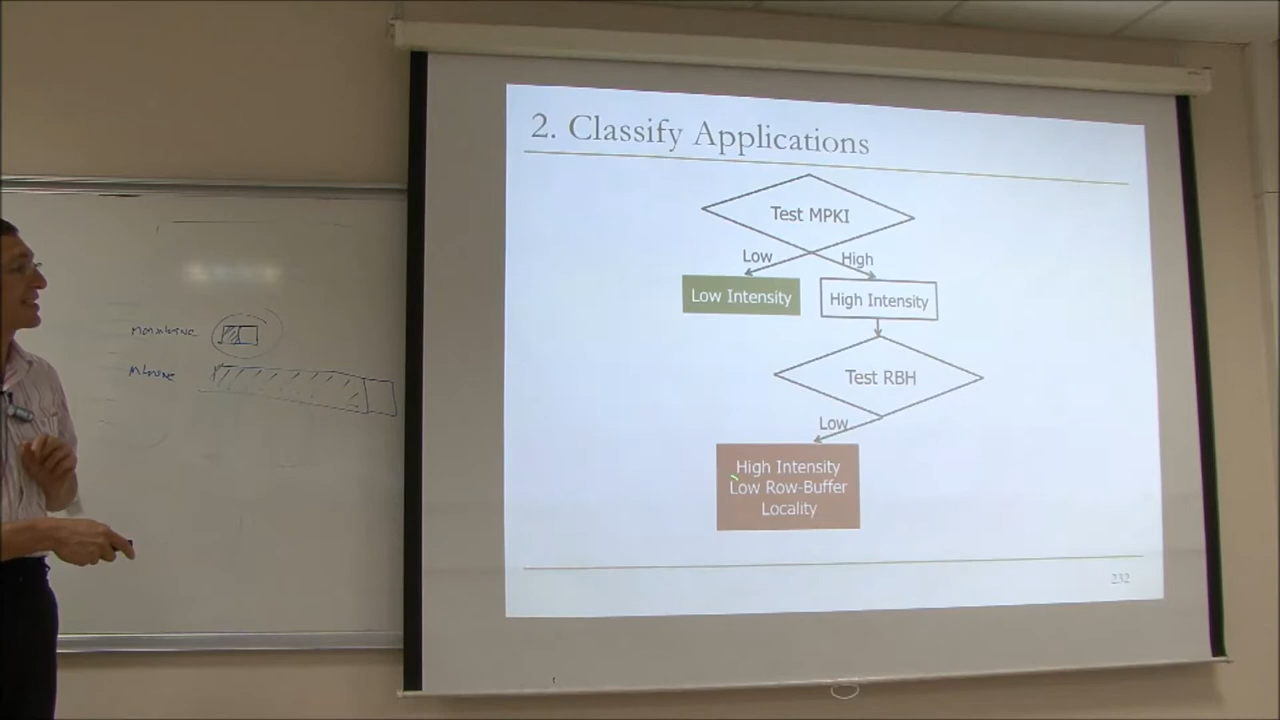 2. Classify Applications
Test MPKI
Low
High
Low Intensity
High Intensity
Test RBH
Low
High Intensity
Low Row-Buffer
Locality
232